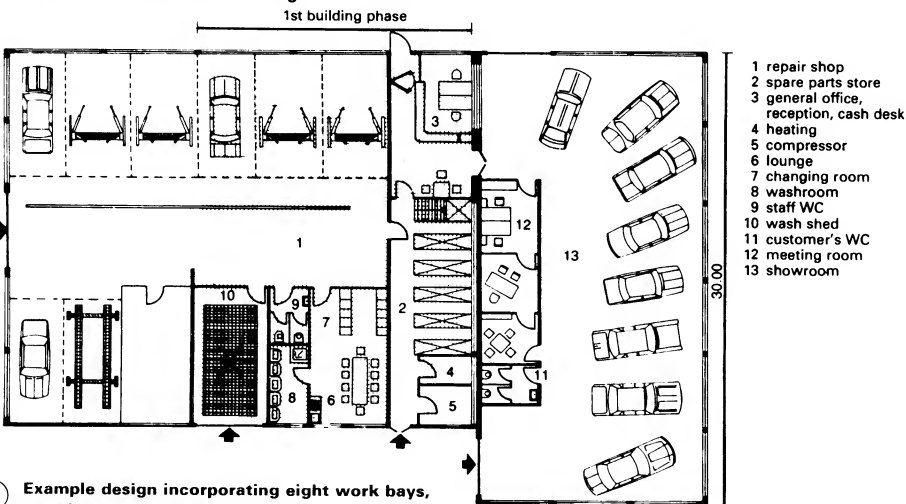 1st building phase
1 repair shop
2 spare parts store
3 general office,
reception, cash desk
4 heating
5 compressor
6 lounge
7 changing room
8 washroom
9 staff WC
10 wash shed
11 customer's WC
12 meeting room
13 showroom
3
12
13
1
30.00
10
9
7
2
11
4
8
6
5
Example design incorporating eight work bays,